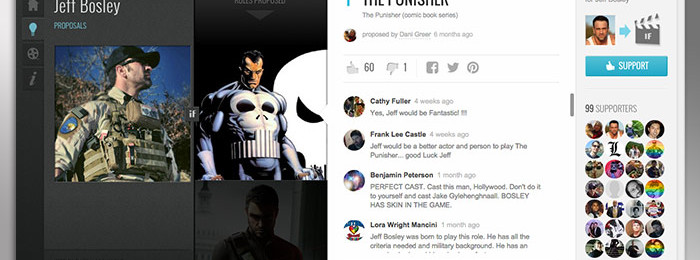 Jeff Bosley
PROPOSALS
ROLES PROPOSED
THE PUNISHER
The Punisher (comic book series)
proposed by Dani Greer 6 months ago
60
1
Cathy Fuller 4 weeks ago
Yes, Jeff would be Fantastic! !!!
Frank Lee Castle 4 weeks ago
Jeff would be a better actor and person to play The
Punisher... good Luck Jeff
Benjamin Peterson 1 month ago
PERFECT CAST. Cast this man, Hollywood. Don't do it
to yourself and cast Jake Gylehenghnaall. BOSLEY
HAS SKIN IN THE GAME.
Lora Wright Mancini 1 month ago
Jeff Bosley was born to play this role. He has all the
criteria needed and military background. He has an
for Jeff Bosley
IF
SUPPORT
99 SUPPORTERS
iF